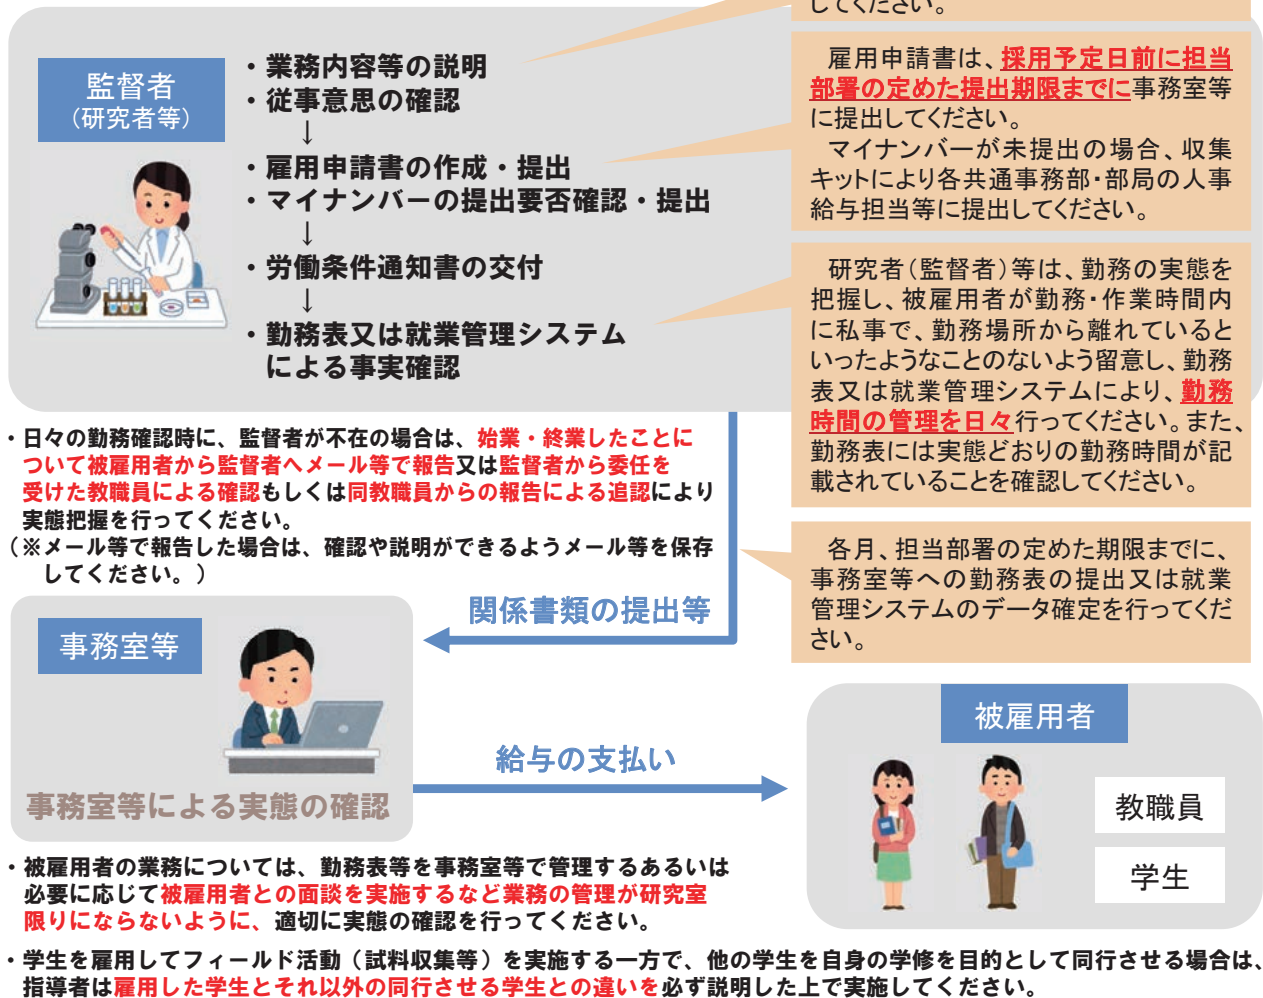 してください。
監督者
（研究者等）
・業務内容等の説明
・従事意思の確認
↓
・雇用申請書の作成・提出
・マイナンバーの提出要否確認・提出
↓
・労働条件通知書の交付
↓
・勤務表又は就業管理システム
による事実確認
雇用申請書は、採用予定日前に担当
部署の定めた提出期限までに事務室等
に提出してください。
マイナンバーが未提出の場合、収集
キットにより各共通事務部・部局の人事
給与担当等に提出してください。
研究者（監督者）等は、勤務の実態を
把握し、被雇用者が勤務・作業時間内
に私事で、勤務場所から離れていると
いったようなことのないよう留意し、勤務
表又は就業管理システムにより、勤務
時間の管理を日々行ってください。また、
勤務表には実態どおりの勤務時間が記
載されていることを確認してください。
・日々の勤務確認時に、監督者が不在の場合は、始業・終業したことに
ついて被雇用者から監督者へメール等で報告又は監督者から委任を
受けた教職員による確認もしくは同教職員からの報告による追認により
実態把握を行ってください。
（※メール等で報告した場合は、確認や説明ができるようメール等を保存
してください。）
各月、担当部署の定めた期限までに、
事務室等への勤務表の提出又は就業
管理システムのデータ確定を行ってくだ
さい。
関係書類の提出等
事務室等
事務室等による実態の確認
給与の支払い
被雇用者
教職員
学生
・被雇用者の業務については、勤務表等を事務室等で管理するあるいは
必要に応じて被雇用者との面談を実施するなど業務の管理が研究室
限りにならないように、適切に実態の確認を行ってください。
・学生を雇用してフィールド活動（試料収集等）を実施する一方で、他の学生を自身の学修を目的として同行させる場合は、
指導者は雇用した学生とそれ以外の同行させる学生との違いを必ず説明した上で実施してください。